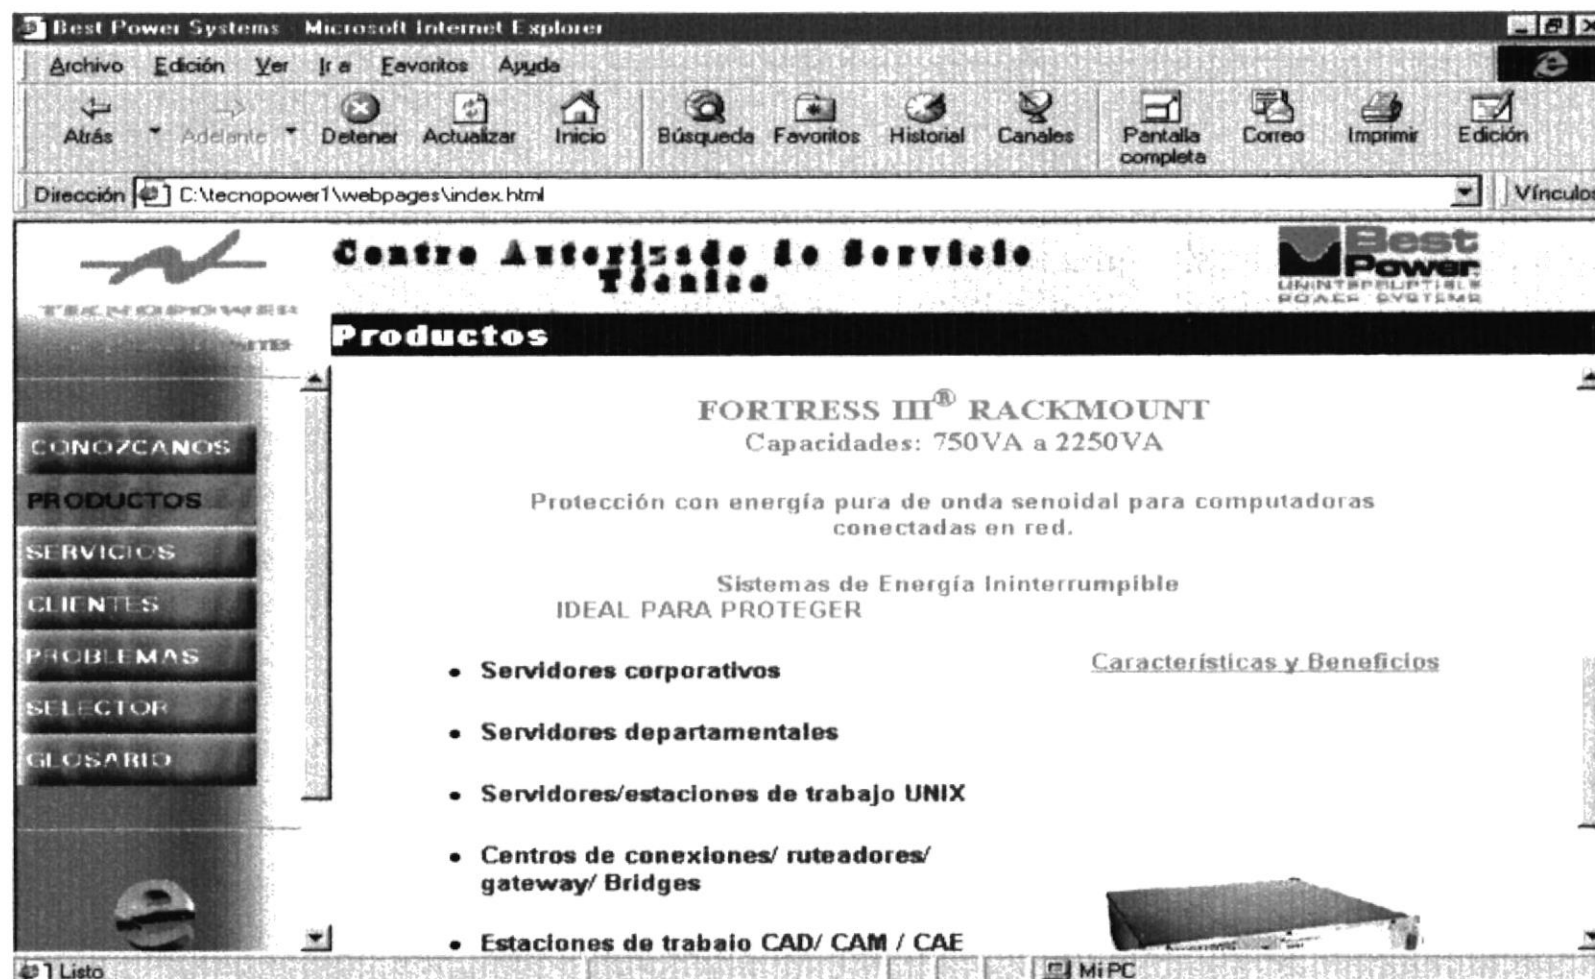 Best Power Systems Microsoft Internet Explorer
Archivo Edición Ver Ir a Favoritos Ayuda
Atrás Adelante Detener Actualizar Inicio Búsqueda Favoritos Historial Canales Pantalla completa Correo Imprimir Edición
Dirección C:\tecnopower1\webpages\index.html Vínculos
Centro Autorizado de Servicio
Técnico
Best
Power
UNINTERRUPTIBLE
POWER SYSTEMS
TEKNOPOWER
Productos
FORTRESS III® RACKMOUNT
Capacidades: 750VA a 2250VA
CONOZCANOS
PRODUCTOS
SERVICIOS
CLIENTES
PROBLEMAS
SELECTOR
GLOSARIO
Protección con energía pura de onda senoidal para computadoras
conectadas en red.
Sistemas de Energía Ininterrumpible
IDEAL PARA PROTEGER
• Servidores corporativos
Características y Beneficios
• Servidores departamentales
• Servidores/estaciones de trabajo UNIX
• Centros de conexiones/ ruteadores/
gateway/ Bridges
• Estaciones de trabajo CAD/ CAM / CAE
Listo
Mi PC